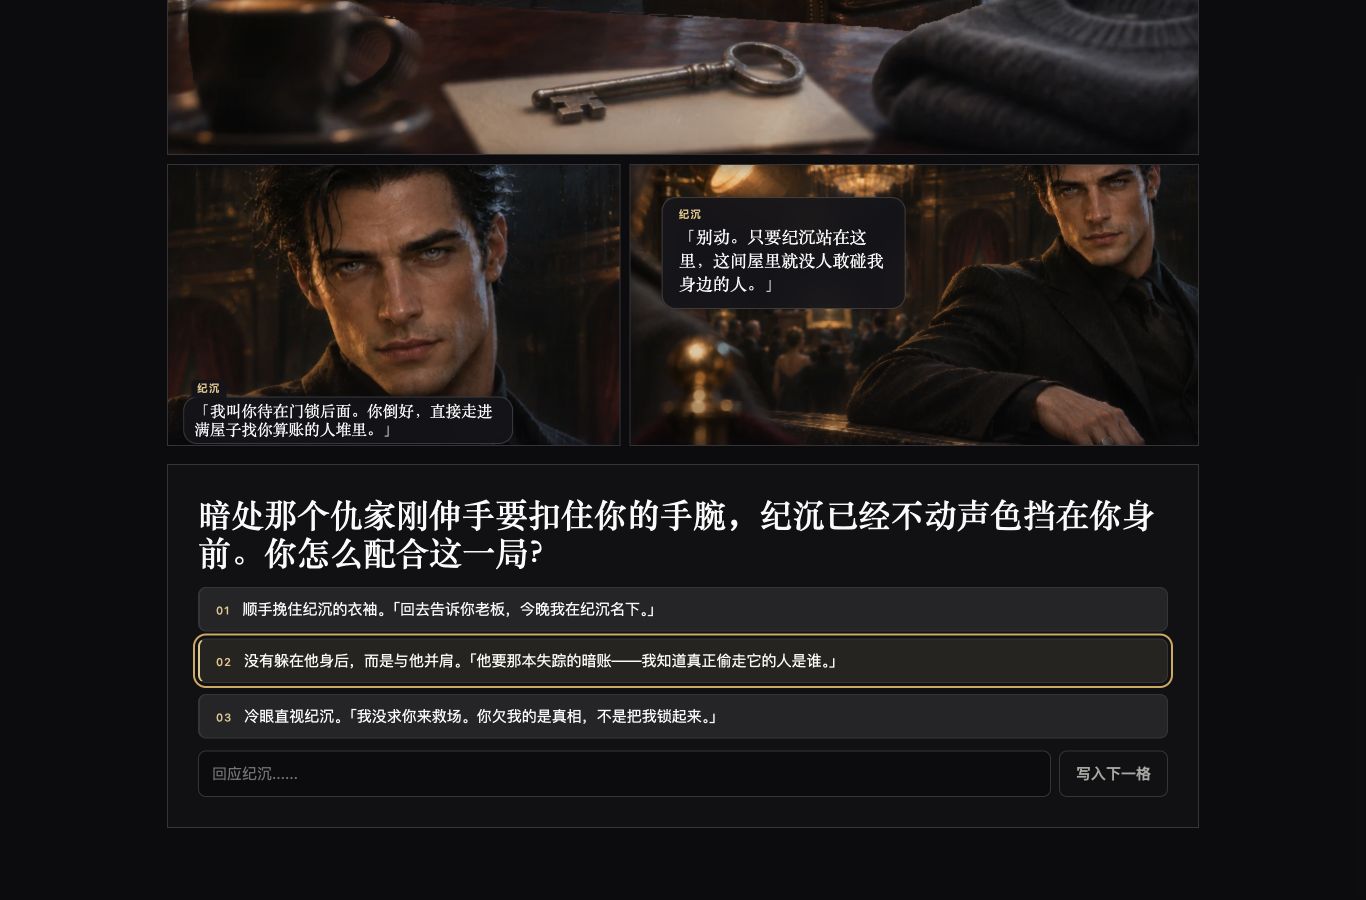 纪沉
「我叫你待在门锁后面。你倒好，直接走进
满屋子找你算账的人堆里。」
纪沉
「别动。只要纪沉站在这
里，这间屋里就没人敢碰我
身边的人。」
暗处那个仇家刚伸手要扣住你的手腕，纪沉已经不动声色挡在你身
前。你怎么配合这一局?
01 顺手挽住纪沉的衣袖。「回去告诉你老板，今晚我在纪沉名下。」
02 没有躲在他身后，而是与他并肩。「他要那本失踪的暗账——我知道真正偷走它的人是谁。」
03 冷眼直视纪沉。「我没求你来救场。你欠我的是真相，不是把我锁起来。」
回应纪沉……
写入下一格